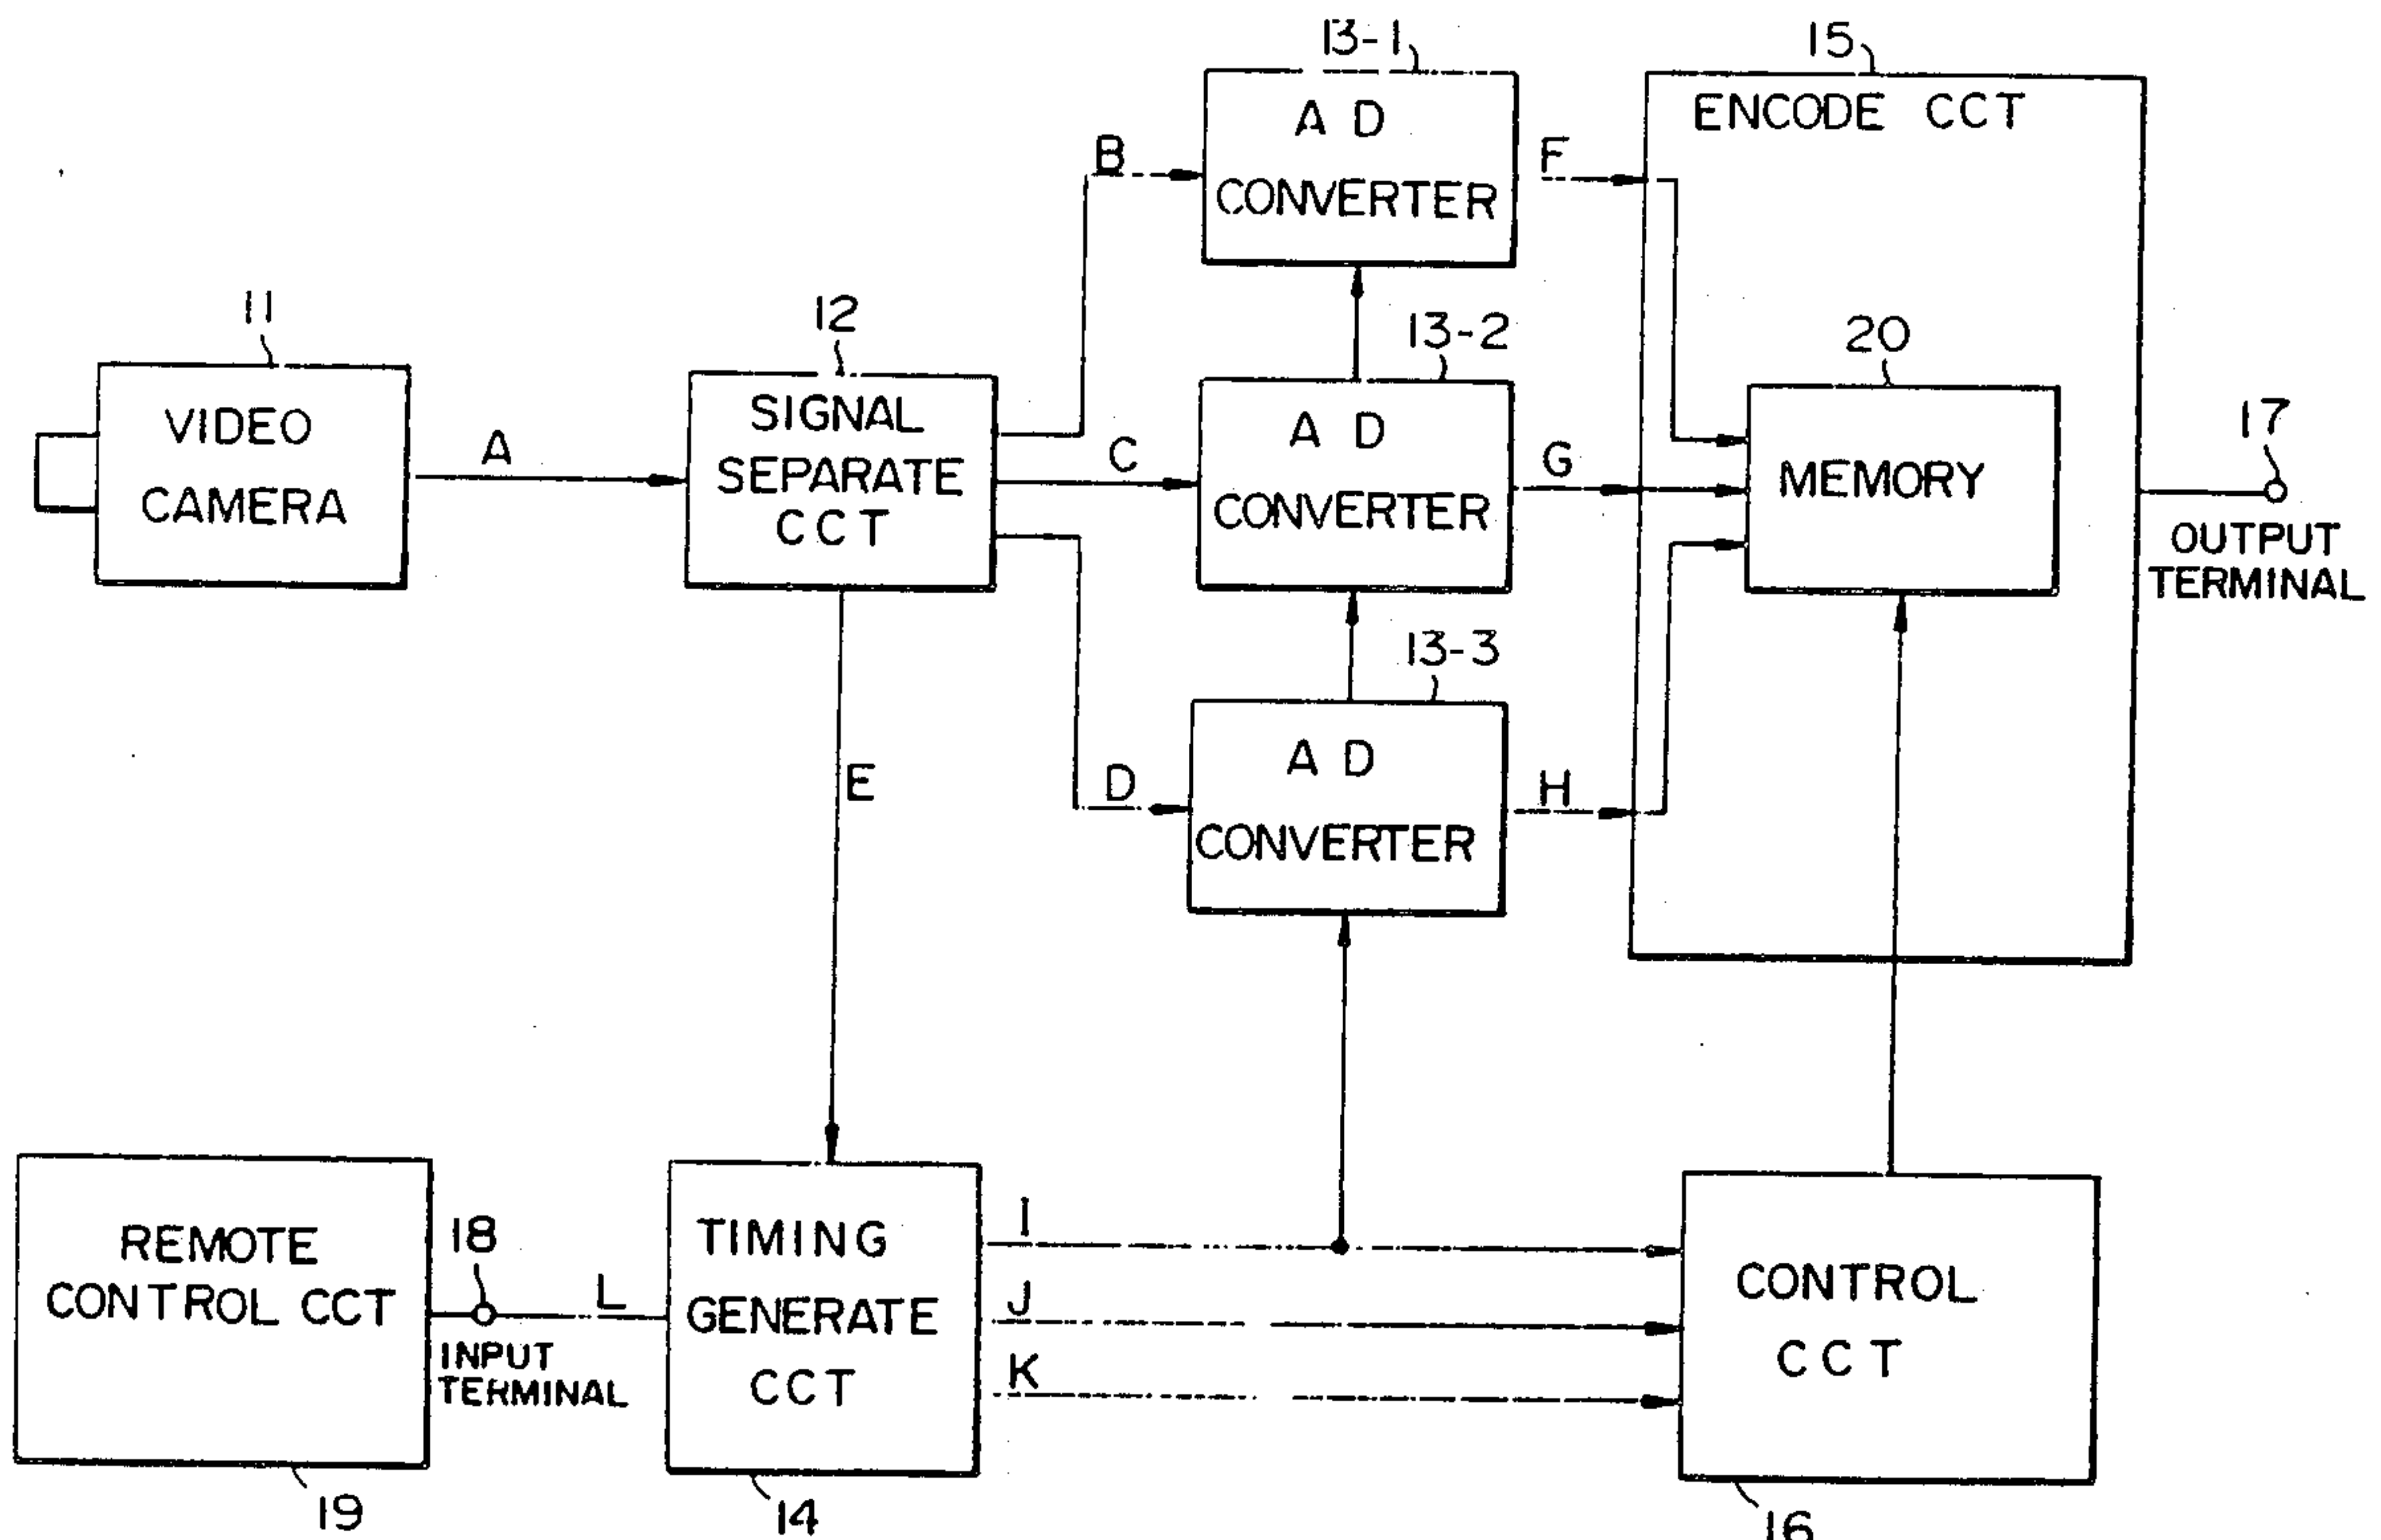 13-1
A D
CONVERTER
15
ENCODE CCT
B
F
11
VIDEO
CAMERA
A
12
SIGNAL
SEPARATE
CCT
C
13-2
A D
CONVERTER
G
20
MEMORY
17
OUTPUT
TERMINAL
E
D
13-3
A D
CONVERTER
H
REMOTE
CONTROL CCT
19
18
INPUT
TERMINAL
L
TIMING
GENERATE
CCT
14
I
J
K
CONTROL
CCT
16